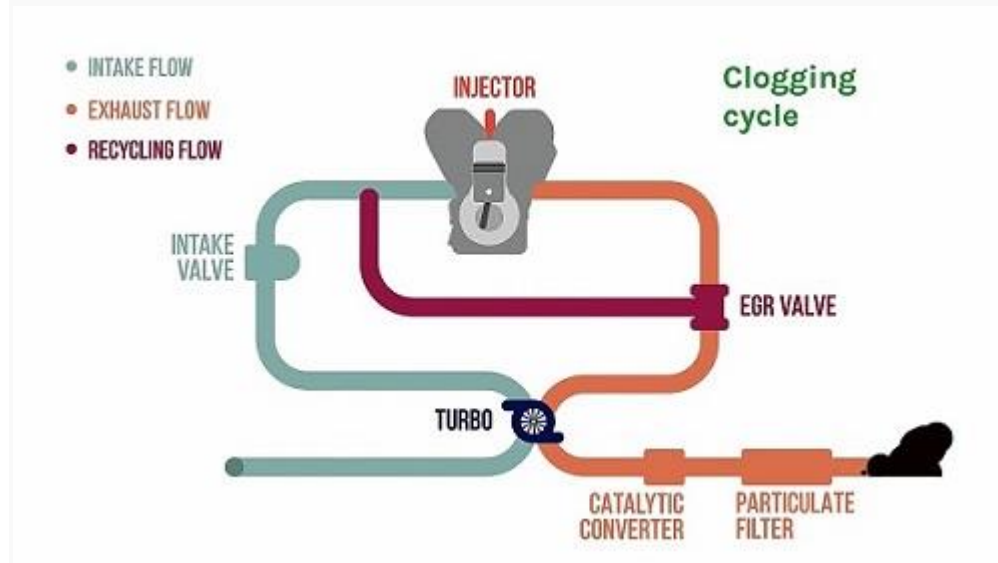 INTAKE FLOW
EXHAUST FLOW
RECYCLING FLOW
INJECTOR
Clogging
cycle
INTAKE
VALVE
EGR VALVE
TURBO
CATALYTIC
CONVERTER
PARTICULATE
FILTER